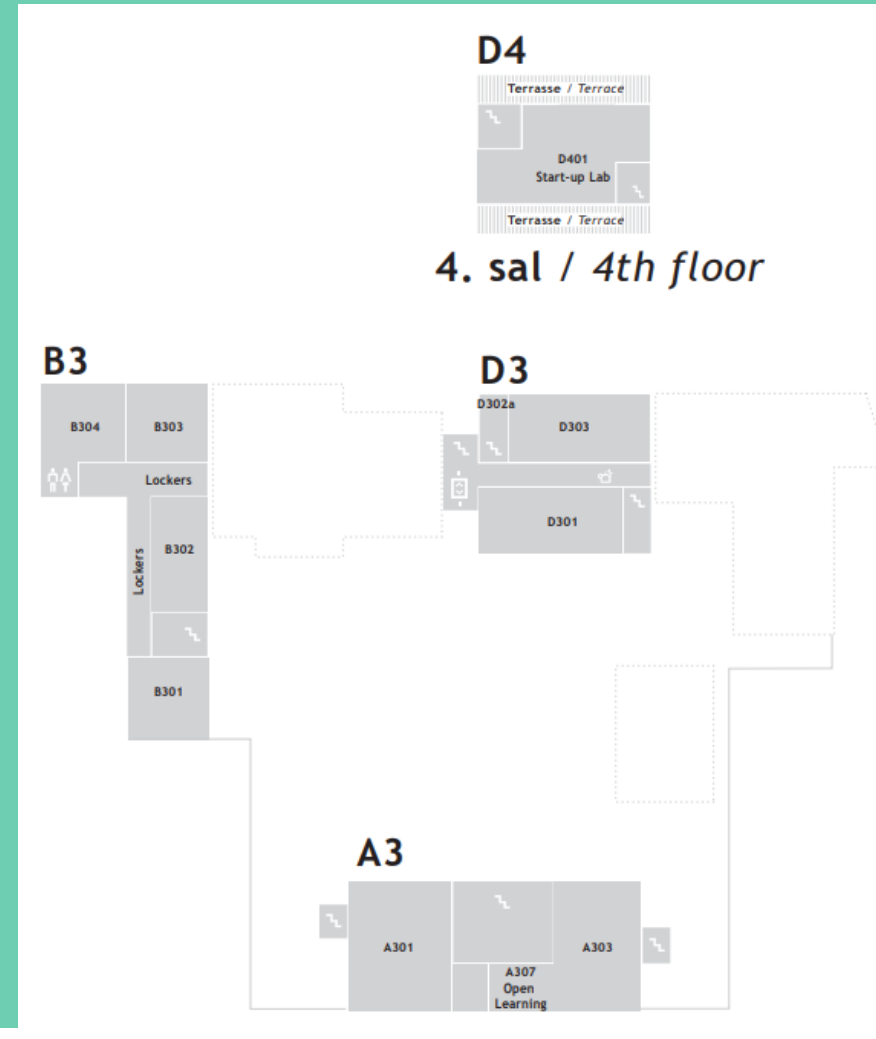 D4
Terrasse / Terrace
D401
Start-up Lab
Terrasse / Terrace
4. sal / 4th floor
B3
D3
B304
B303
D302a
D303
Lockers
D301
B302
Lockers
B301
A3
A301
A303
A307
Open
Learning